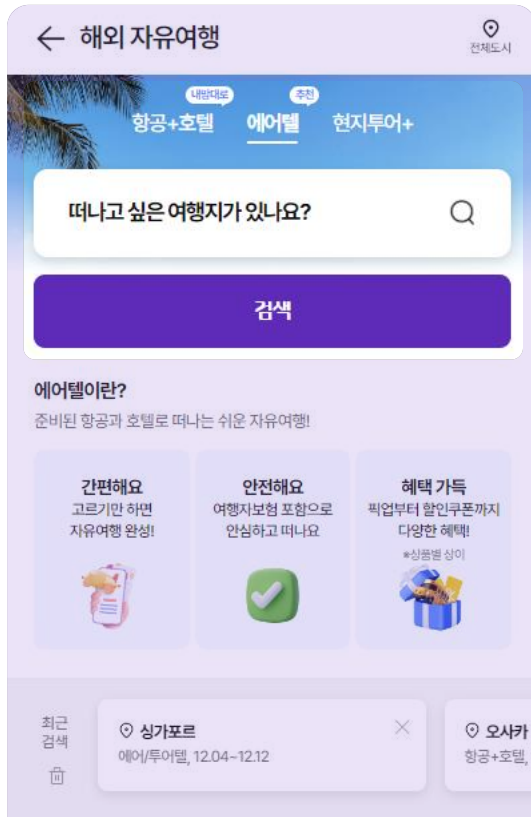 해외 자유여행
전체도시
내맘대로
추천
항공+호텔 에어텔 현지투어+
떠나고 싶은 여행지가 있나요?
검색
에어텔이란?
준비된 항공과 호텔로 떠나는 쉬운 자유여행!
간편해요
고르기만 하면
자유여행 완성!
안전해요
여행자보험 포함으로
안심하고 떠나요
혜택 가득
픽업부터 할인쿠폰까지
다양한 혜택!
*상품별 상이
최근
검색
싱가포르
에어/투어텔, 12.04~12.12
오사카
항공+호텔,